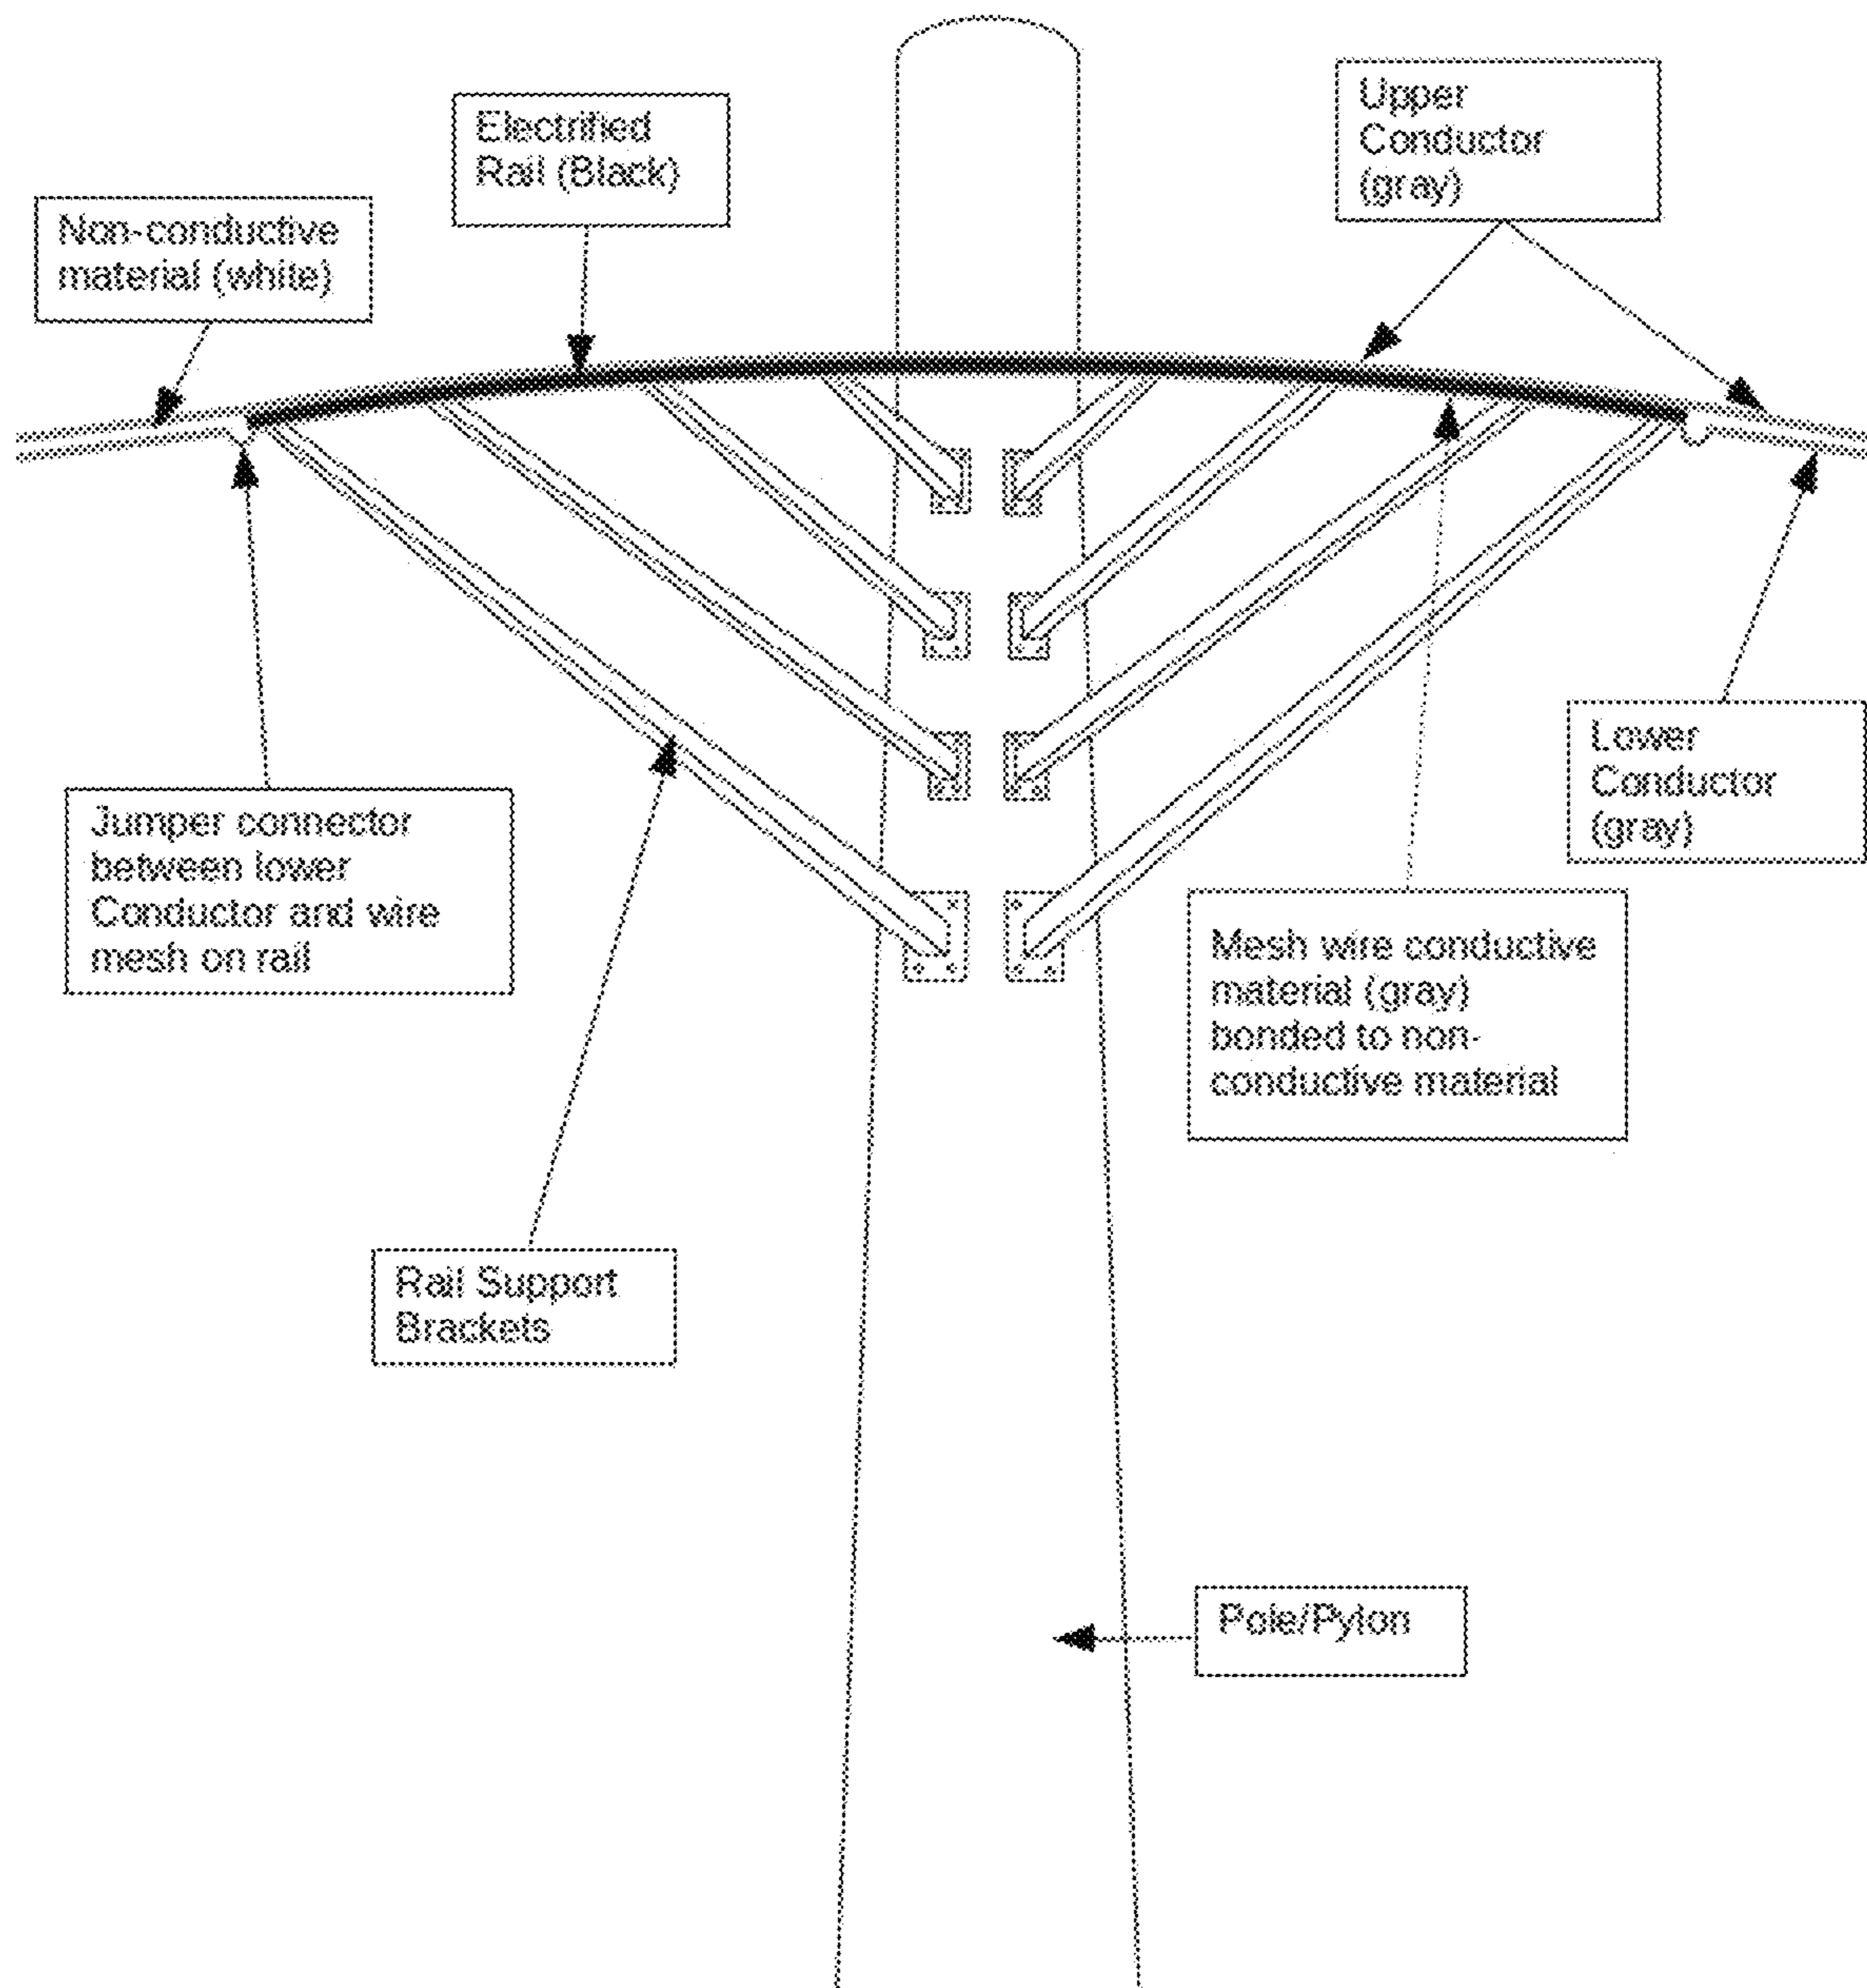 Upper
Conductor
(gray)
Electrified
Rail (Black)
Non-conductive
material (white)
Lower
Conductor
(gray)
Jumper connector
between lower
Conductor and wire
mesh on rail
Mesh wire conductive
material (gray)
bonded to non-
conductive material
Rail Support
Brackets
Pole/Pylon